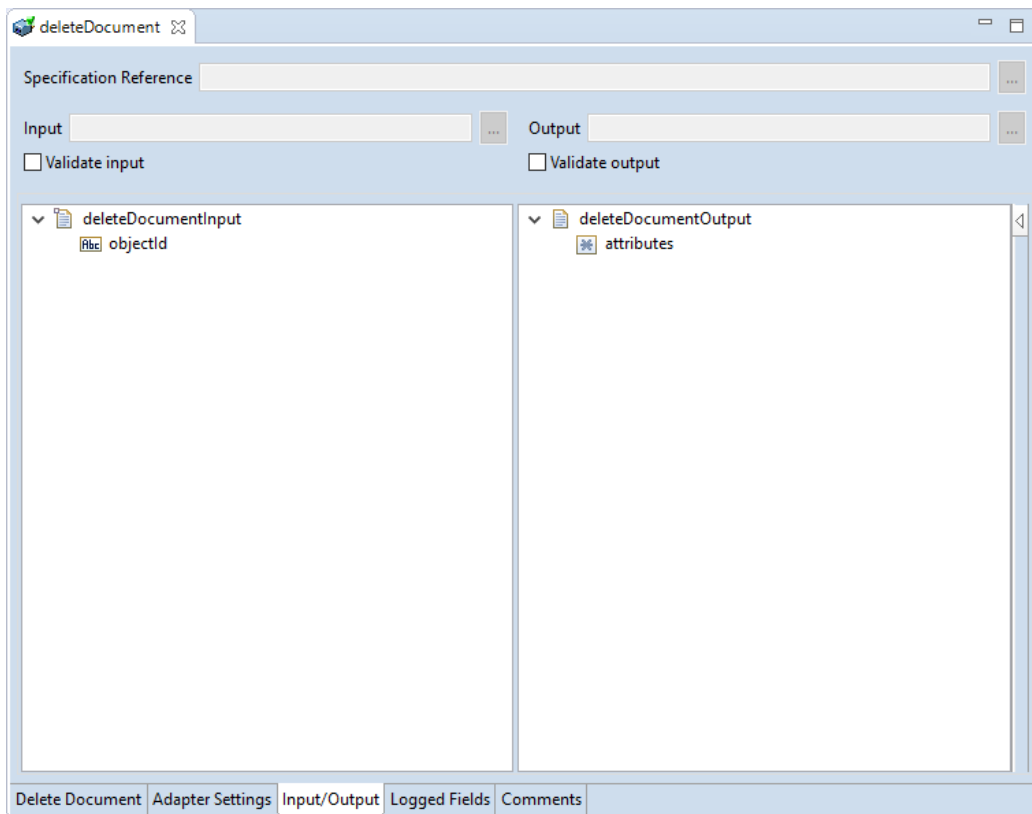 deleteDocument
Specification Reference ...
Input ... Output ...
Validate input Validate output
deleteDocumentInput deleteDocumentOutput
Abc objectId attributes
Delete Document Adapter Settings Input/Output Logged Fields Comments